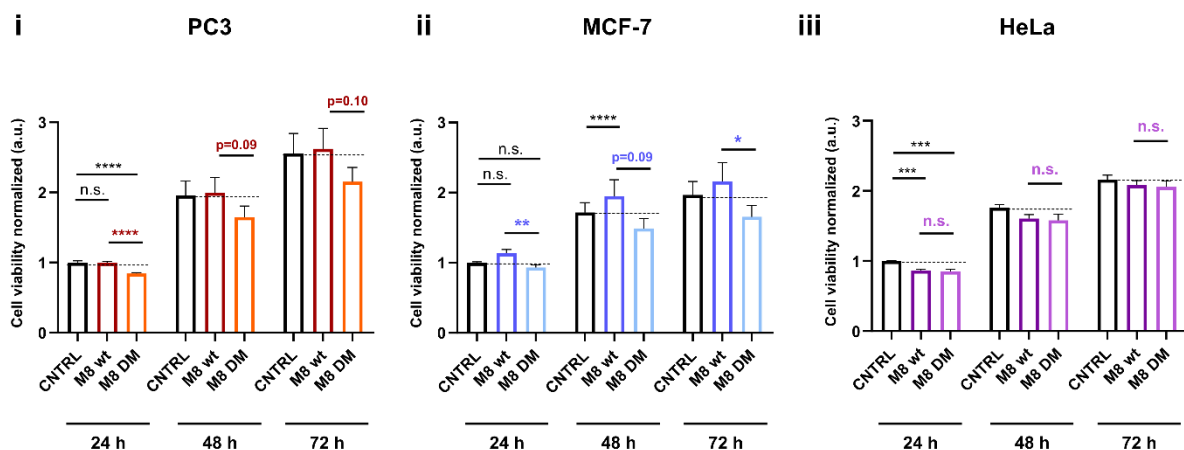 i PC3
Cell viability normalized (a.u.)
3
2
1
0
****
n.s.
****
p=0.09
p=0.10
CNTRL
M8 wt
M8 DM
CNTRL
M8 wt
M8 DM
CNTRL
M8 wt
M8 DM
24 h
48 h
72 h
ii MCF-7
Cell viability normalized (a.u.)
3
2
1
0
n.s.
n.s.
**
****
p=0.09
*
CNTRL
M8 wt
M8 DM
CNTRL
M8 wt
M8 DM
CNTRL
M8 wt
M8 DM
24 h
48 h
72 h
iii HeLa
Cell viability normalized (a.u.)
3
2
1
0
***
***
n.s.
n.s.
n.s.
CNTRL
M8 wt
M8 DM
CNTRL
M8 wt
M8 DM
CNTRL
M8 wt
M8 DM
24 h
48 h
72 h